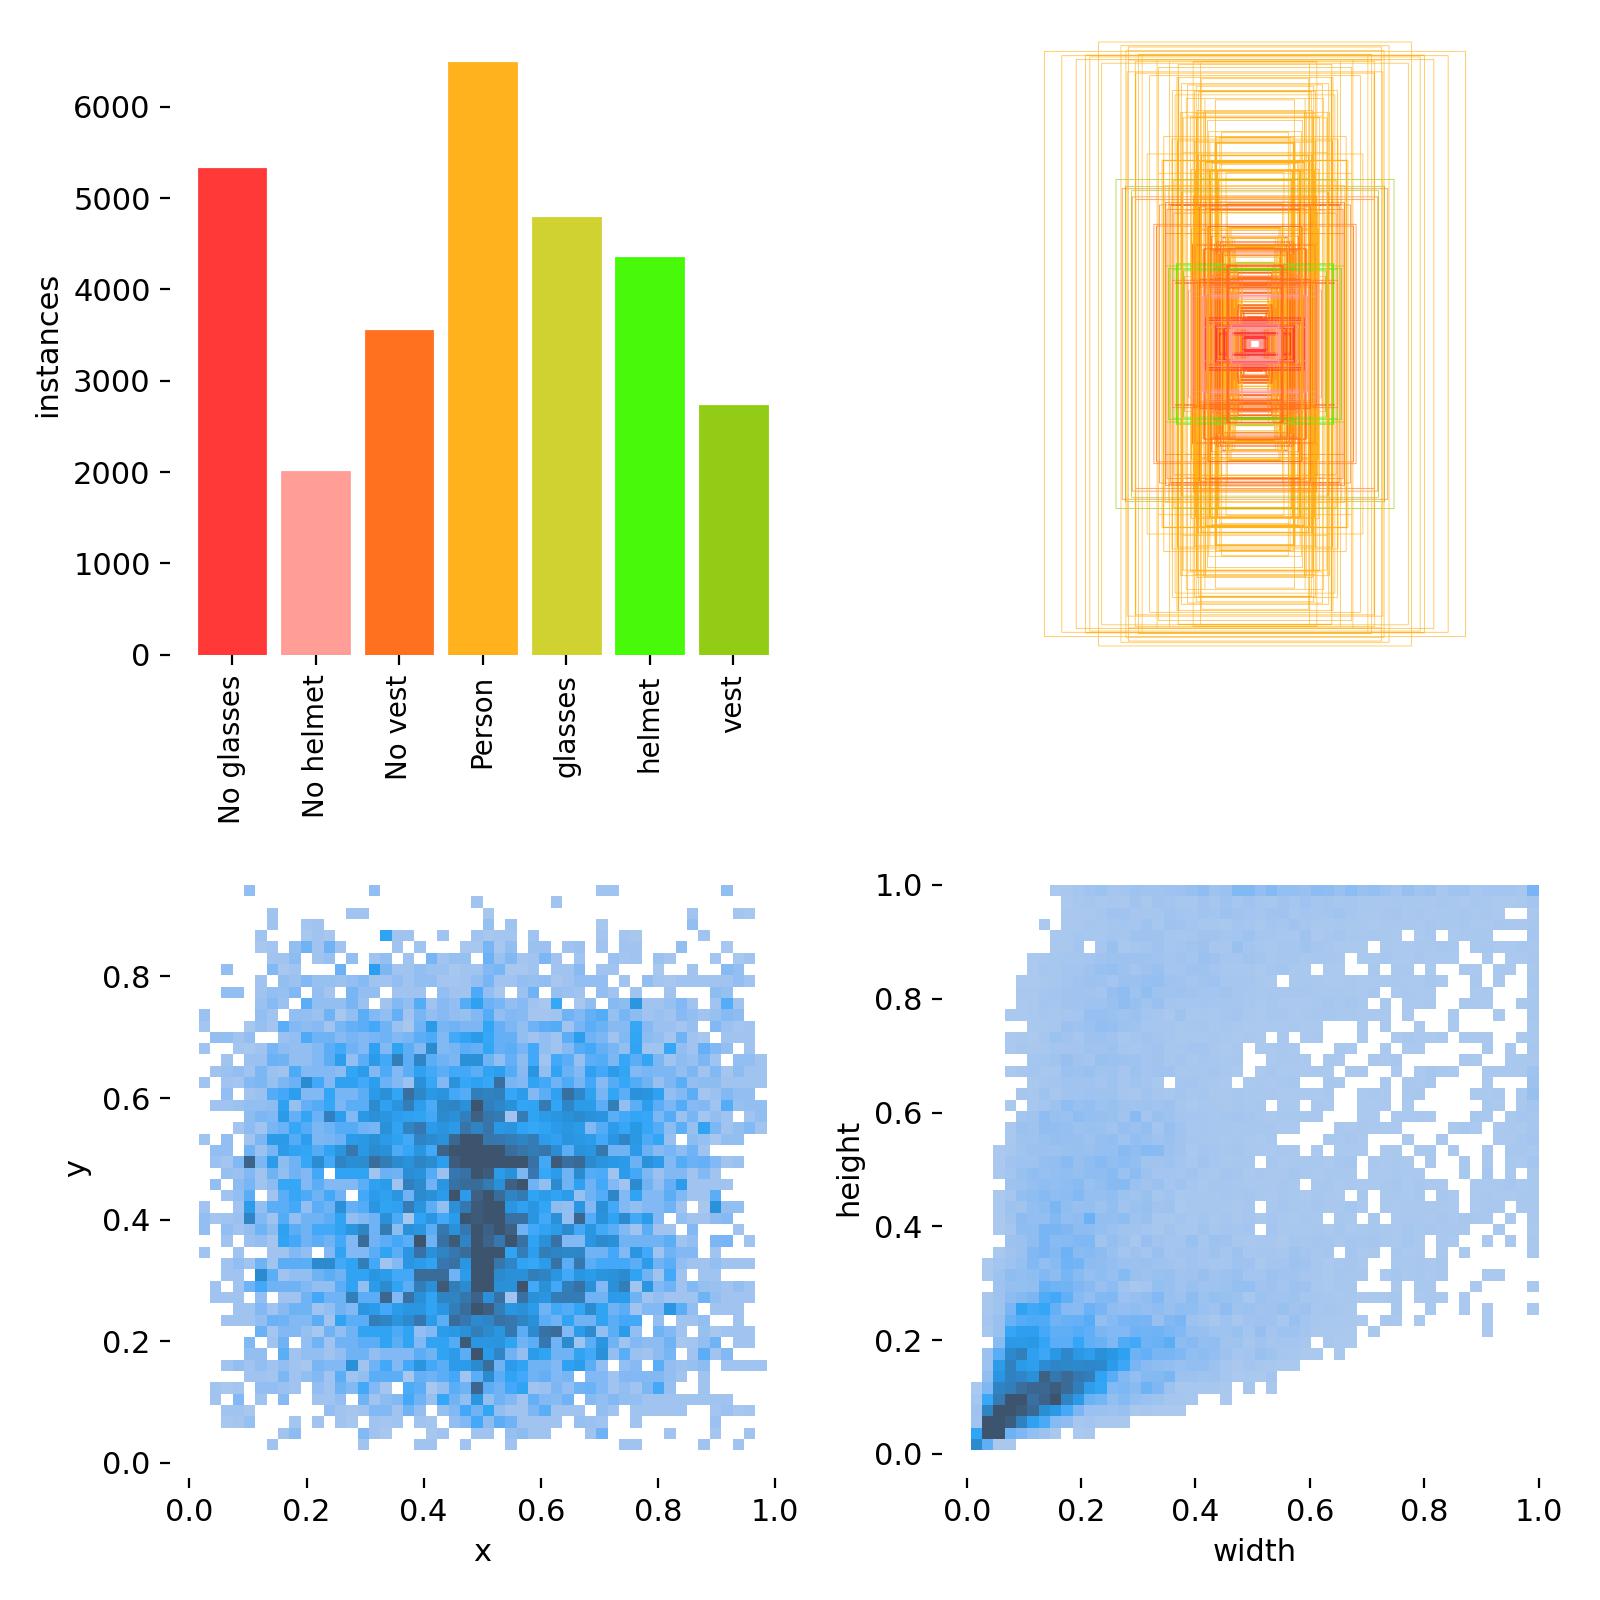 instances
6000
5000
4000
3000
2000
1000
0
No glasses
No helmet
No vest
Person
glasses
helmet
vest
y
0.8
0.6
0.4
0.2
0.0
0.0 0.2 0.4 0.6 0.8 1.0
x
height
1.0
0.8
0.6
0.4
0.2
0.0
0.0 0.2 0.4 0.6 0.8 1.0
width